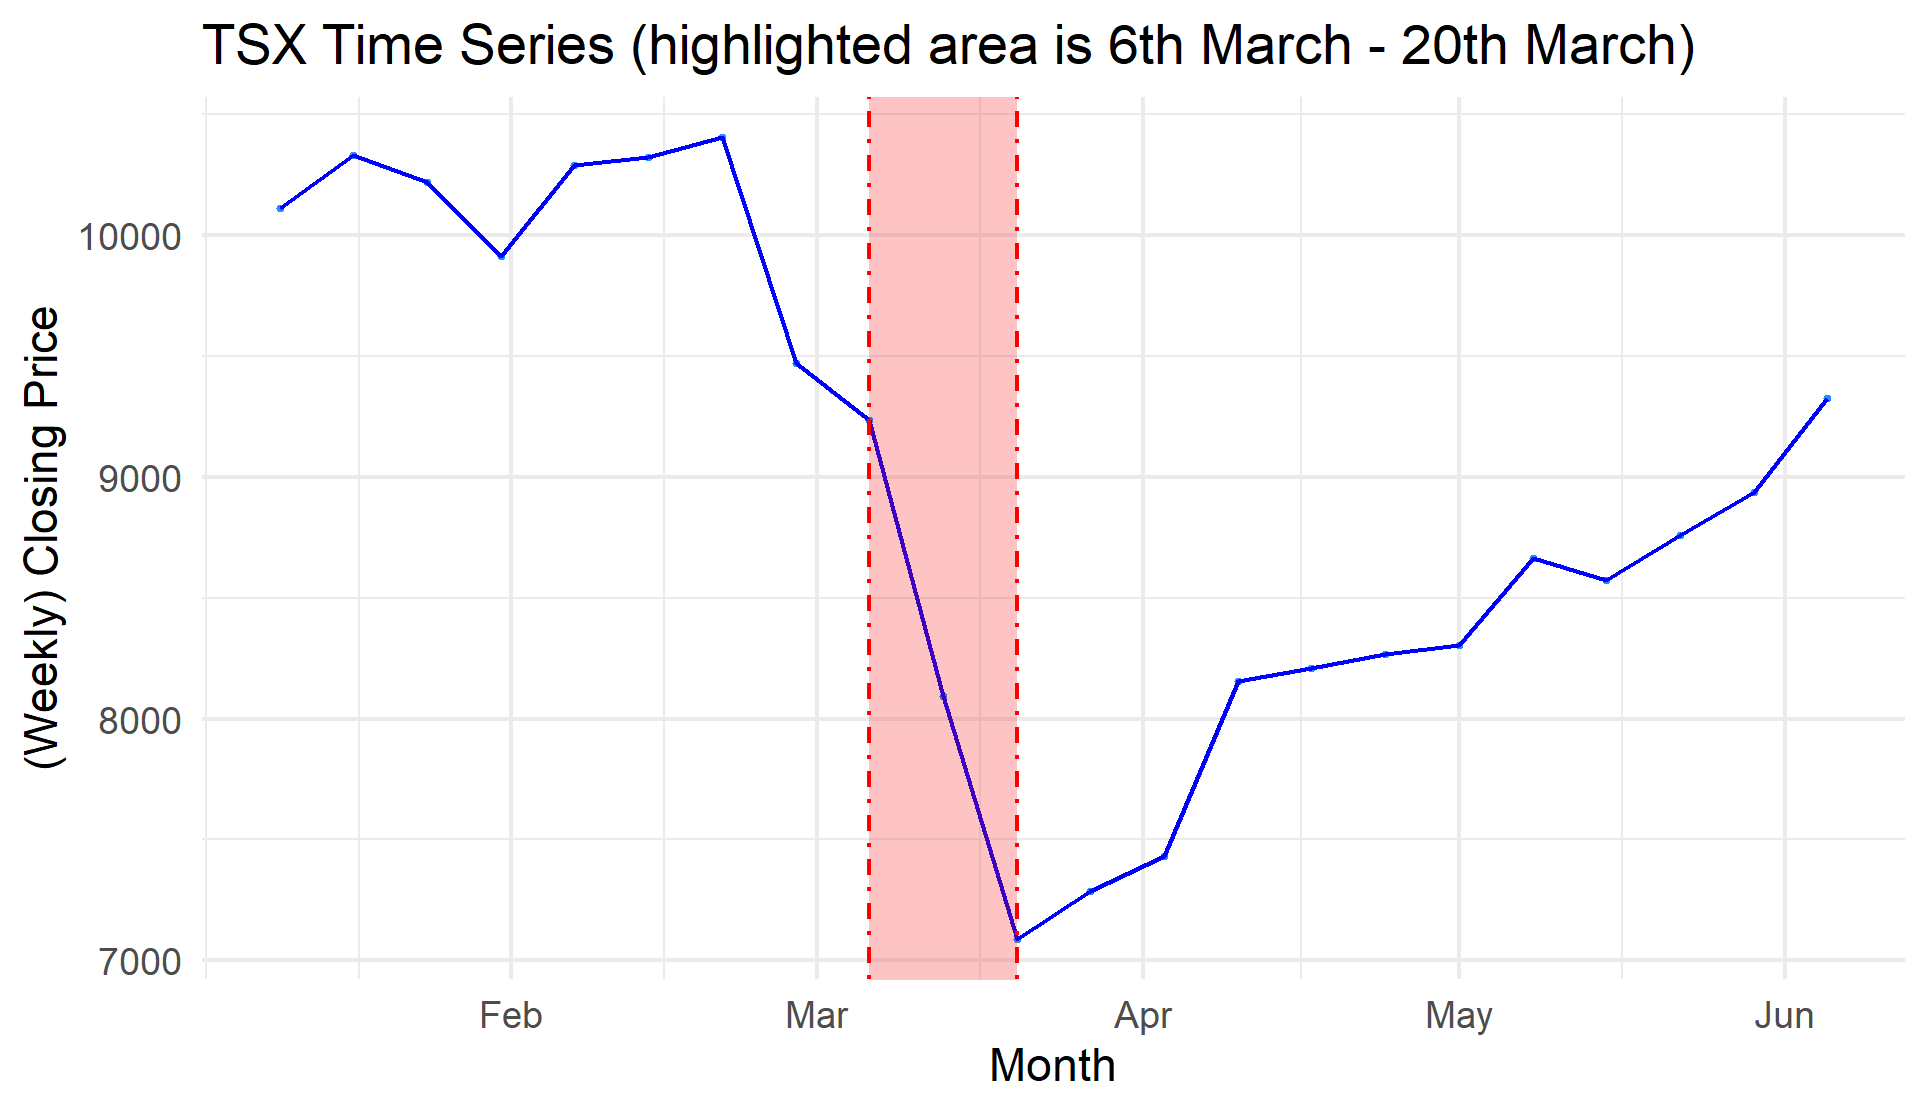 TSX Time Series (highlighted area is 6th March - 20th March)
(Weekly) Closing Price
10000
9000
8000
7000
Feb Mar Apr May Jun
Month